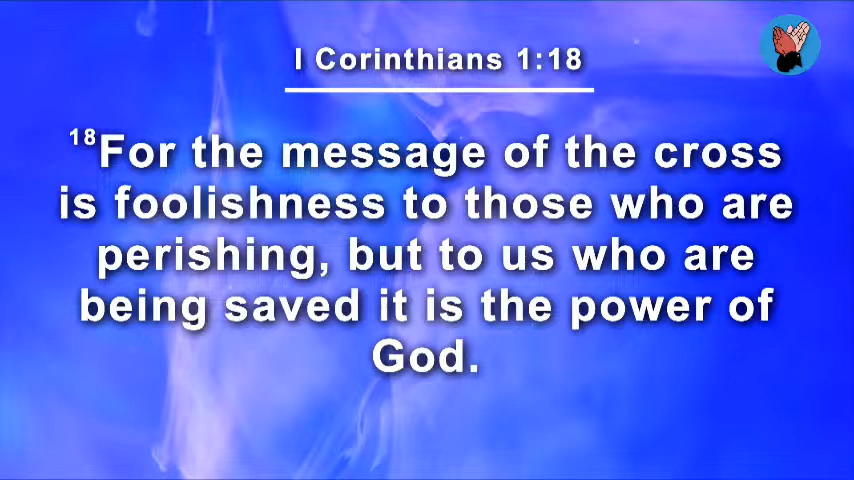 I Corinthians 1:18
18For the message of the cross
is foolishness to those who are
perishing, but to us who are
being saved it is the power of
God.